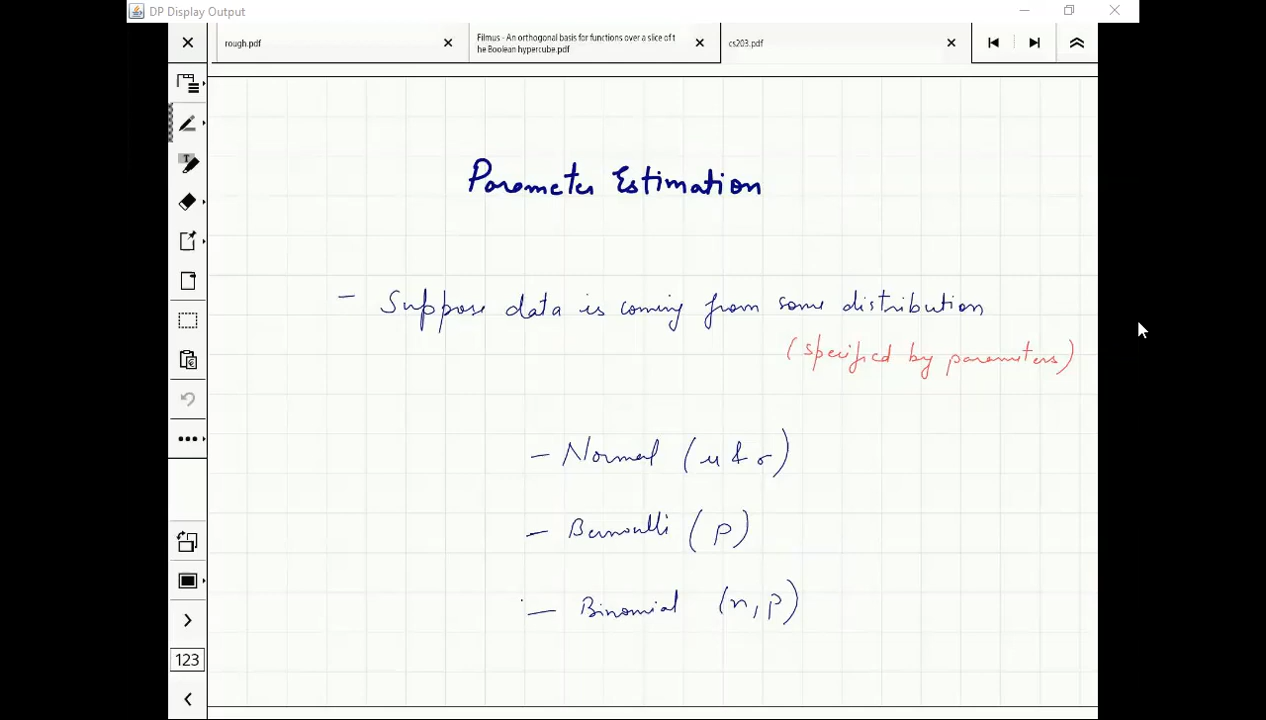 DP Display Output
rough.pdf
Filmus - An orthogonal basis for functions over a slice of t
he Boolean hypercube.pdf
cs203.pdf
Parameter Estimation
- Suppose data is coming from some distribution
(specified by parameters)
- Normal (μ & σ)
- Bernoulli (p)
- Binomial (n, p)
123